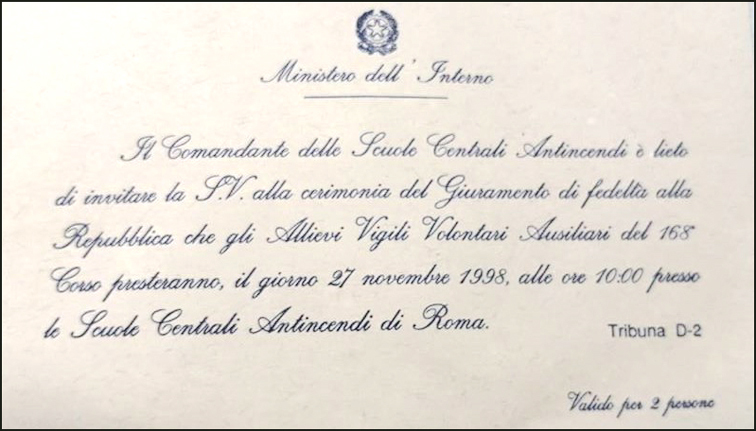 Ministero dell'Interno
Il Comandante delle Scuole Centrali Antincendi è lieto
di invitare la S.V. alla cerimonia del Giuramento di fedeltà alla
Repubblica che gli Allievi Vigili Volontari Ausiliari del 168°
Corso presteranno, il giorno 27 novembre 1998, alle ore 10:00 presso
le Scuole Centrali Antincendi di Roma.
Tribuna D-2
Valido per 2 persone